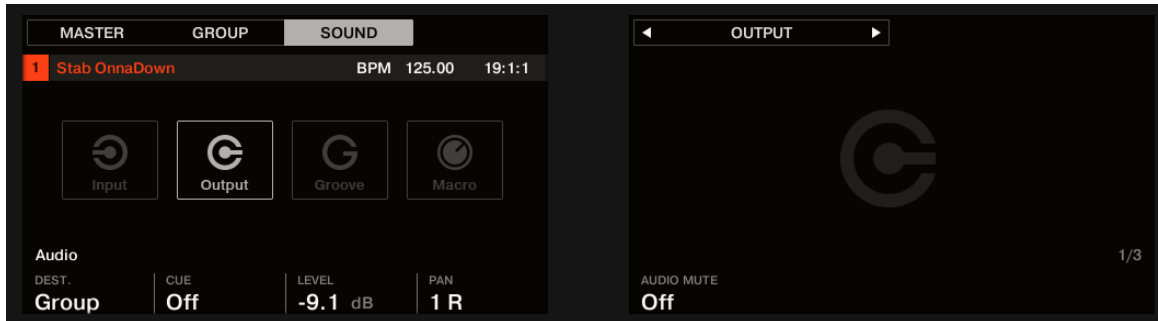 MASTER GROUP SOUND
1 Stab OnnaDown BPM 125.00 19:1:1
Input Output Groove Macro
Audio
DEST. CUE LEVEL PAN
Group Off -9.1 dB 1 R
OUTPUT
1/3
AUDIO MUTE
Off